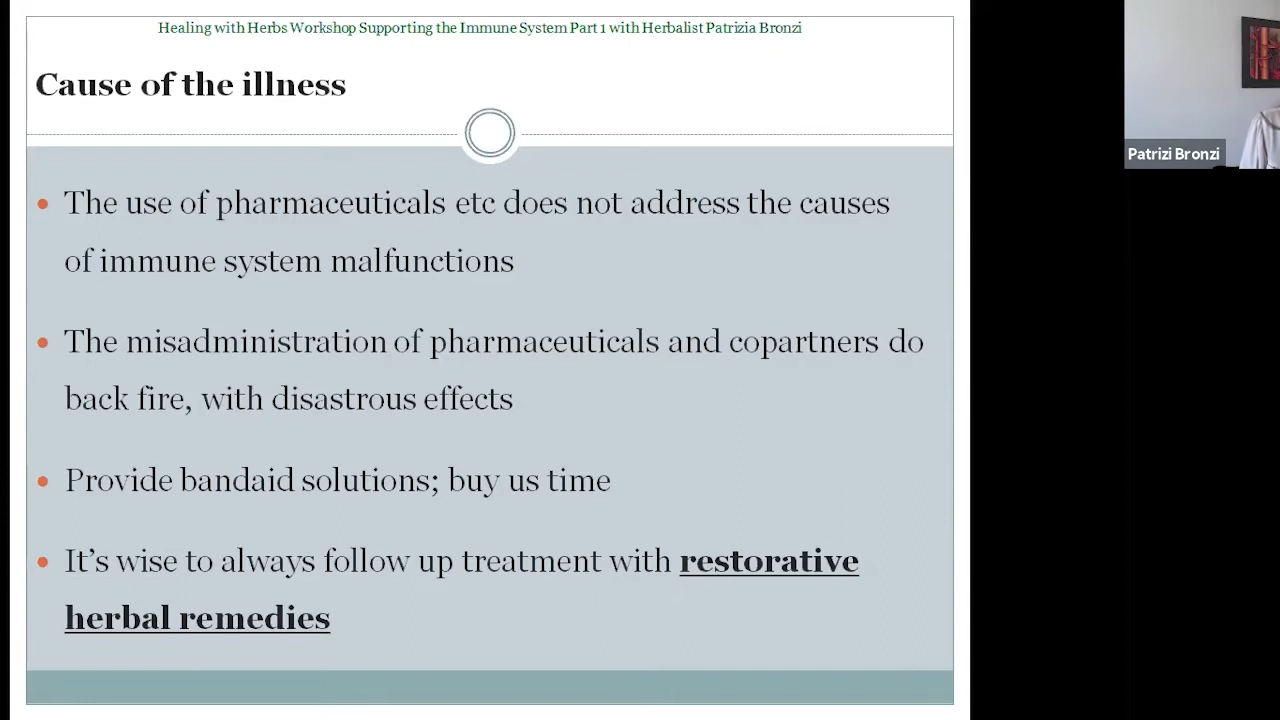 Healing with Herbs Workshop Supporting the Immune System Part 1 with Herbalist Patrizia Bronzi
Cause of the illness
• The use of pharmaceuticals etc does not address the causes
of immune system malfunctions
• The misadministration of pharmaceuticals and copartners do
back fire, with disastrous effects
• Provide bandaid solutions; buy us time
• It’s wise to always follow up treatment with restorative
herbal remedies
Patrizi Bronzi